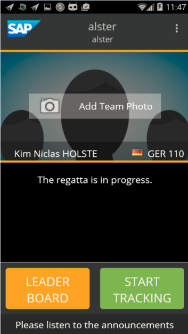 11:47
SAP
alster
alster
Add Team Photo
Kim Niclas HOLSTE
GER 110
The regatta is in progress.
LEADER
BOARD
START
TRACKING
Please listen to the announcements